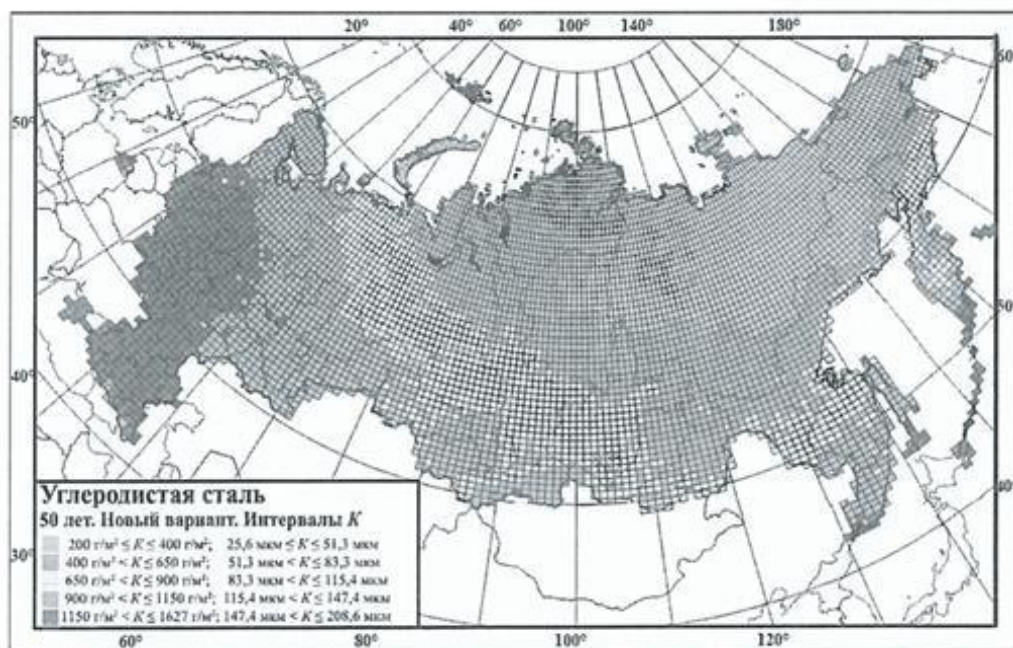 20° 40° 60° 100° 140° 180°
60°
50°
50°
40°
40°
30°
Углеродистая сталь
50 лет. Новый вариант. Интервалы K
200 г/м² ≤ K ≤ 400 г/м²; 25,6 мкм ≤ K ≤ 51,3 мкм
400 г/м² < K ≤ 650 г/м²; 51,3 мкм < K ≤ 83,3 мкм
650 г/м² < K ≤ 900 г/м²; 83,3 мкм < K ≤ 115,4 мкм
900 г/м² < K ≤ 1150 г/м²; 115,4 мкм < K ≤ 147,4 мкм
1150 г/м² < K ≤ 1627 г/м²; 147,4 мкм < K ≤ 208,6 мкм
60° 80° 100° 120°